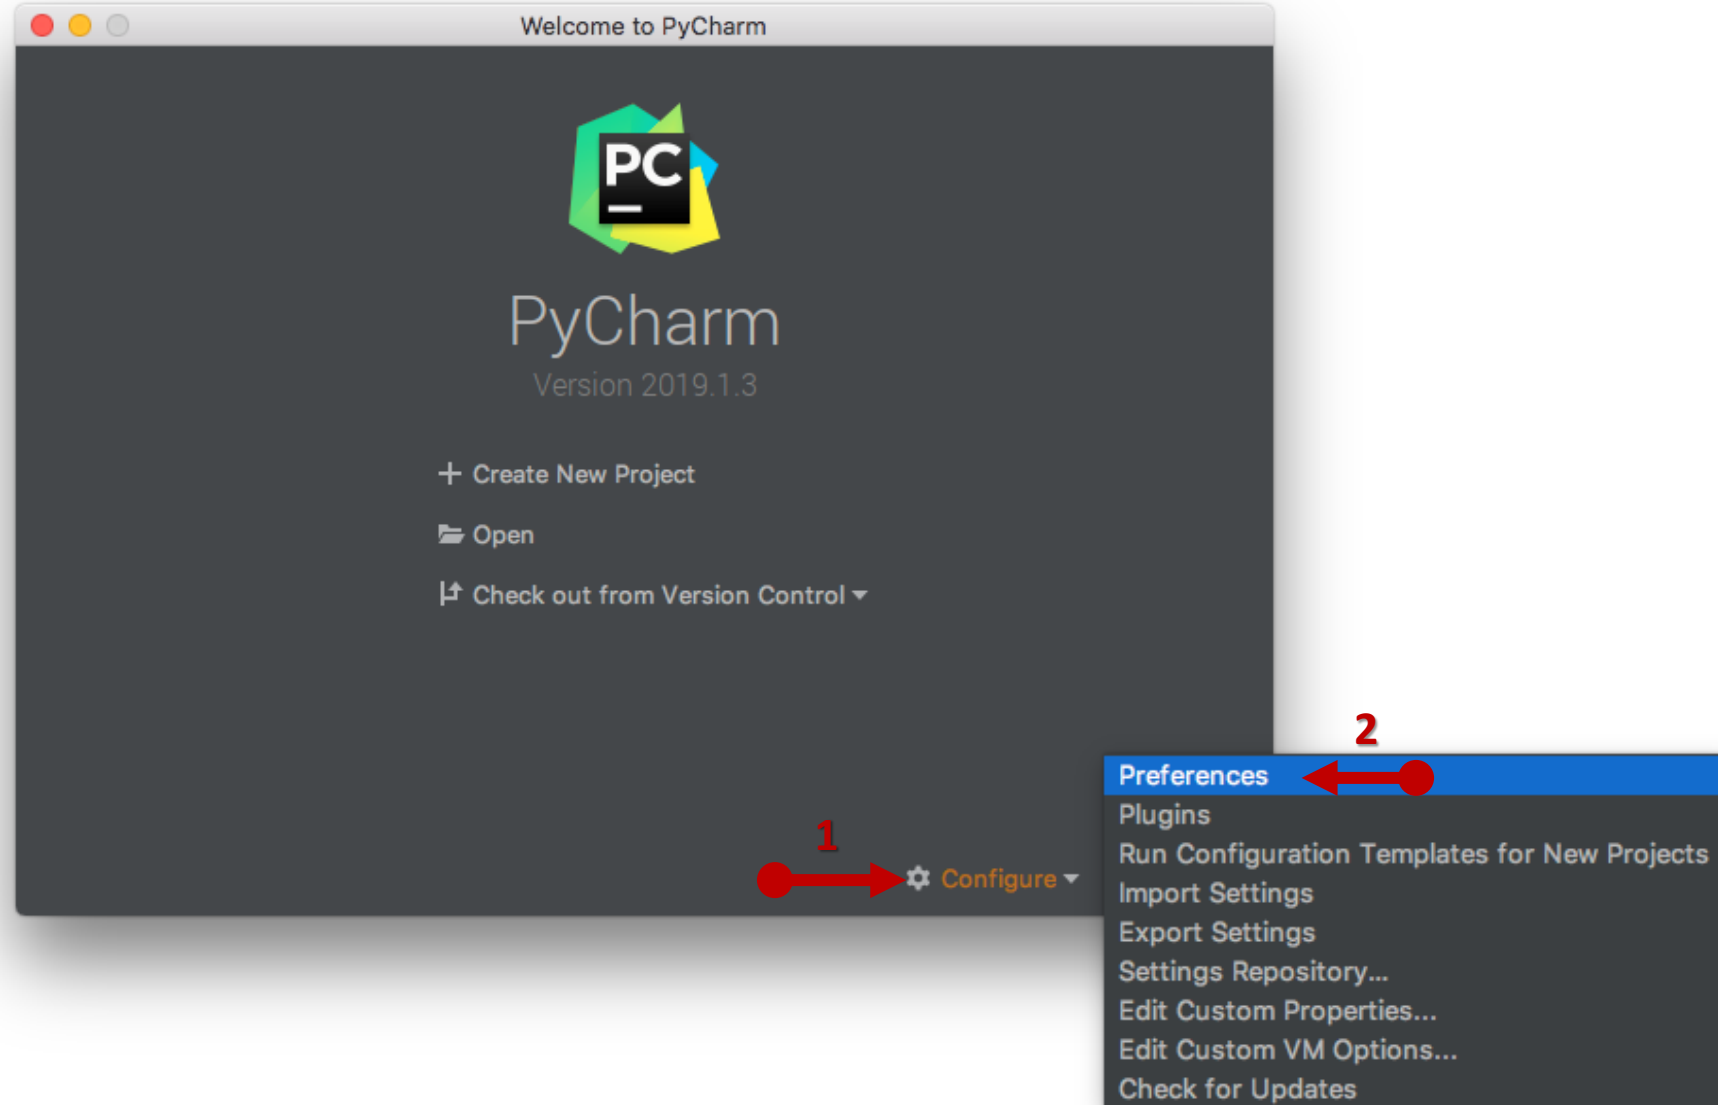 Welcome to PyCharm
PC
PyCharm
Version 2019.1.3
Create New Project
Open
Check out from Version Control
1
Configure
2
Preferences
Plugins
Run Configuration Templates for New Projects
Import Settings
Export Settings
Settings Repository...
Edit Custom Properties...
Edit Custom VM Options...
Check for Updates